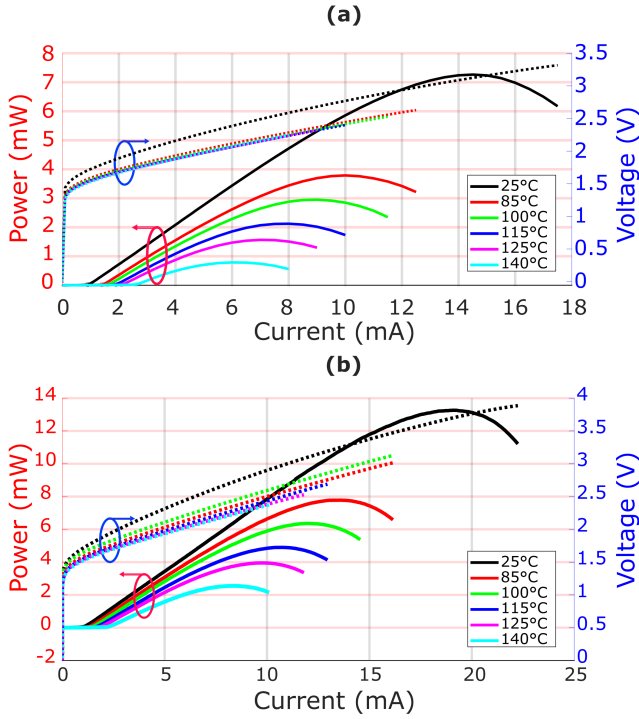 (a)
8
7
6
5
4
3
2
1
0
Power (mW)
3.5
3
2.5
2
1.5
1
0.5
0
Voltage (V)
25°C
85°C
100°C
115°C
125°C
140°C
0 2 4 6 8 10 12 14 16 18
Current (mA)
(b)
14
12
10
8
6
4
2
0
-2
Power (mW)
4
3.5
3
2.5
2
1.5
1
0.5
0
Voltage (V)
25°C
85°C
100°C
115°C
125°C
140°C
0 5 10 15 20 25
Current (mA)